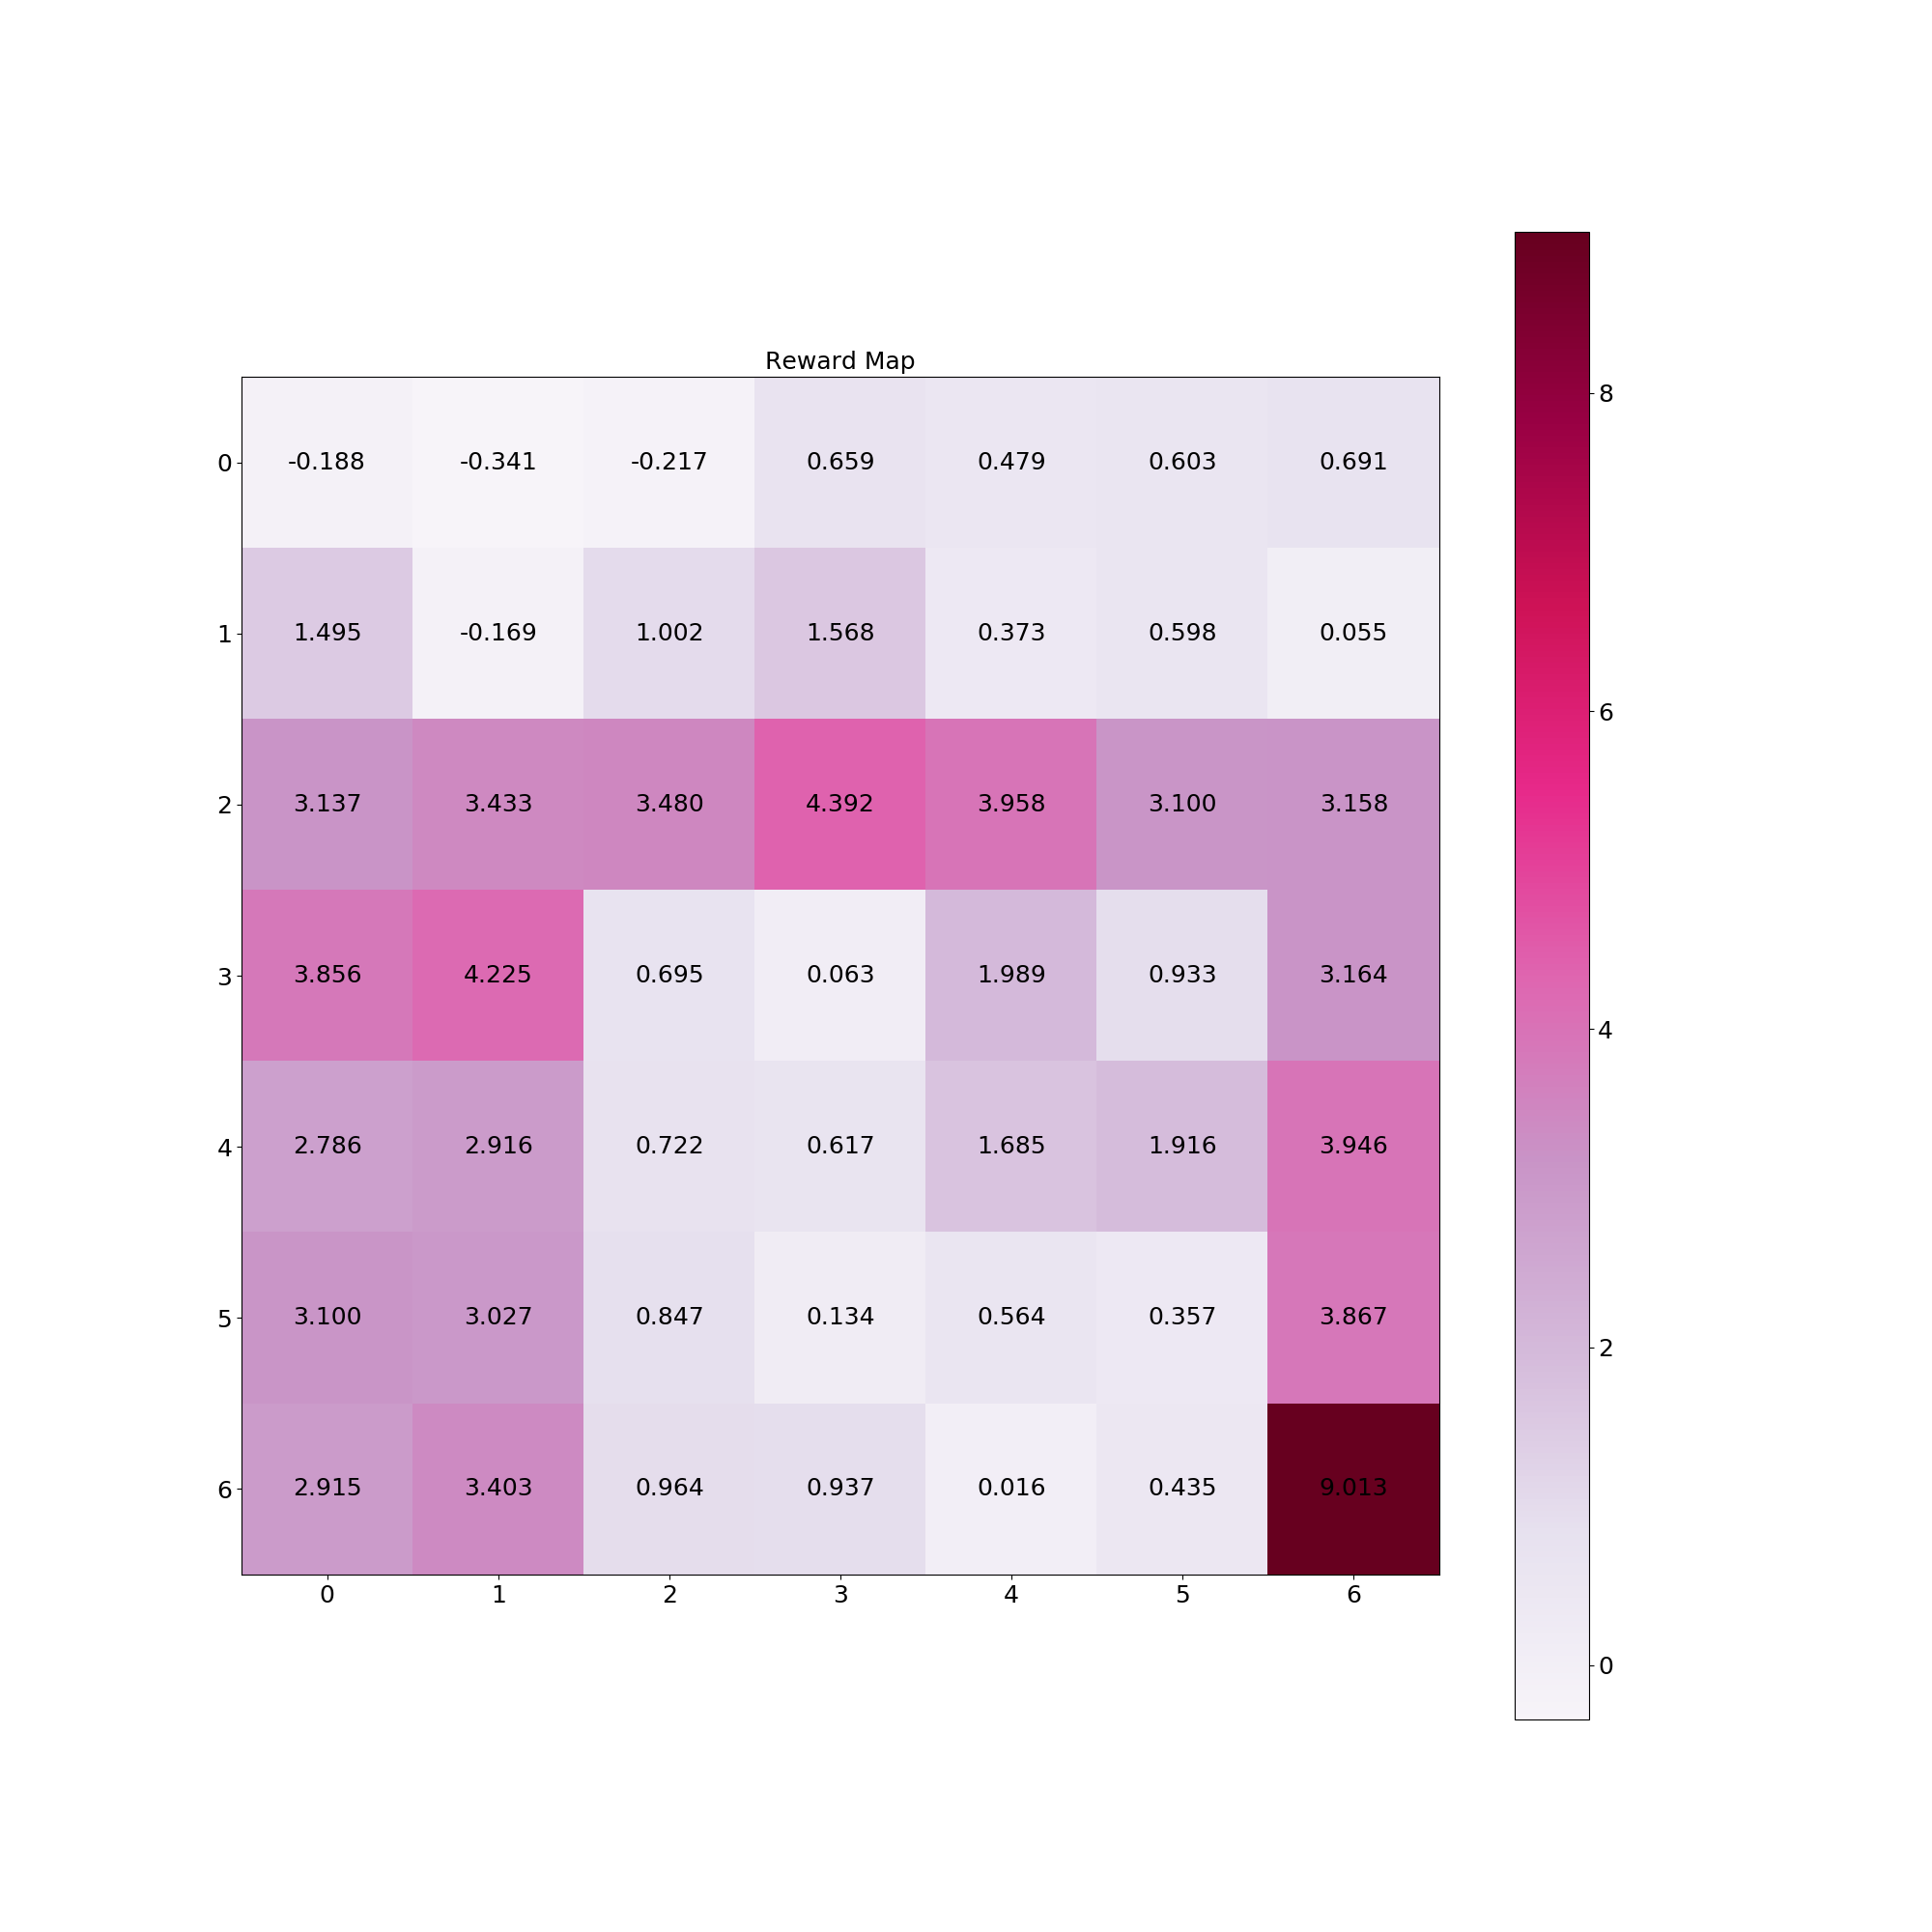 Reward Map
8
0 -0.188 -0.341 -0.217 0.659 0.479 0.603 0.691
1 1.495 -0.169 1.002 1.568 0.373 0.598 0.055
6
2 3.137 3.433 3.480 4.392 3.958 3.100 3.158
3 3.856 4.225 0.695 0.063 1.989 0.933 3.164
4
4 2.786 2.916 0.722 0.617 1.685 1.916 3.946
5 3.100 3.027 0.847 0.134 0.564 0.357 3.867
2
6 2.915 3.403 0.964 0.937 0.016 0.435 9.013
0 1 2 3 4 5 6
0